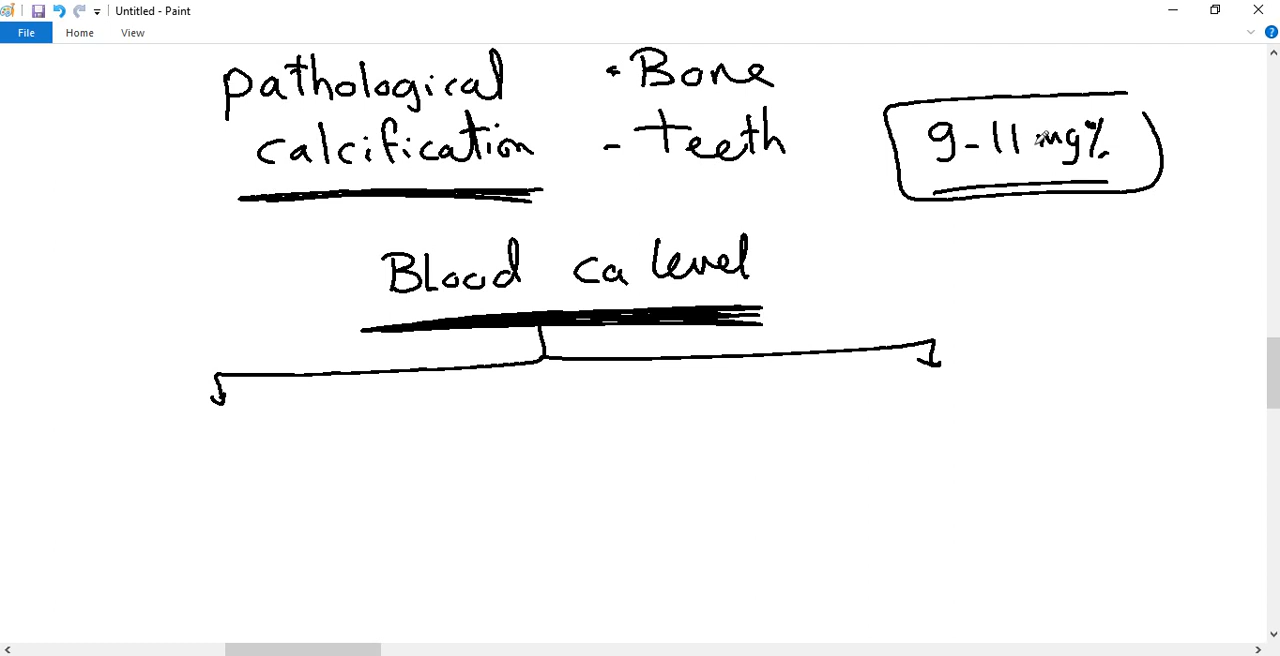 Untitled - Paint
File Home View
pathological
calcification
• Bone
- Teeth
9-11 mg%
Blood ca level